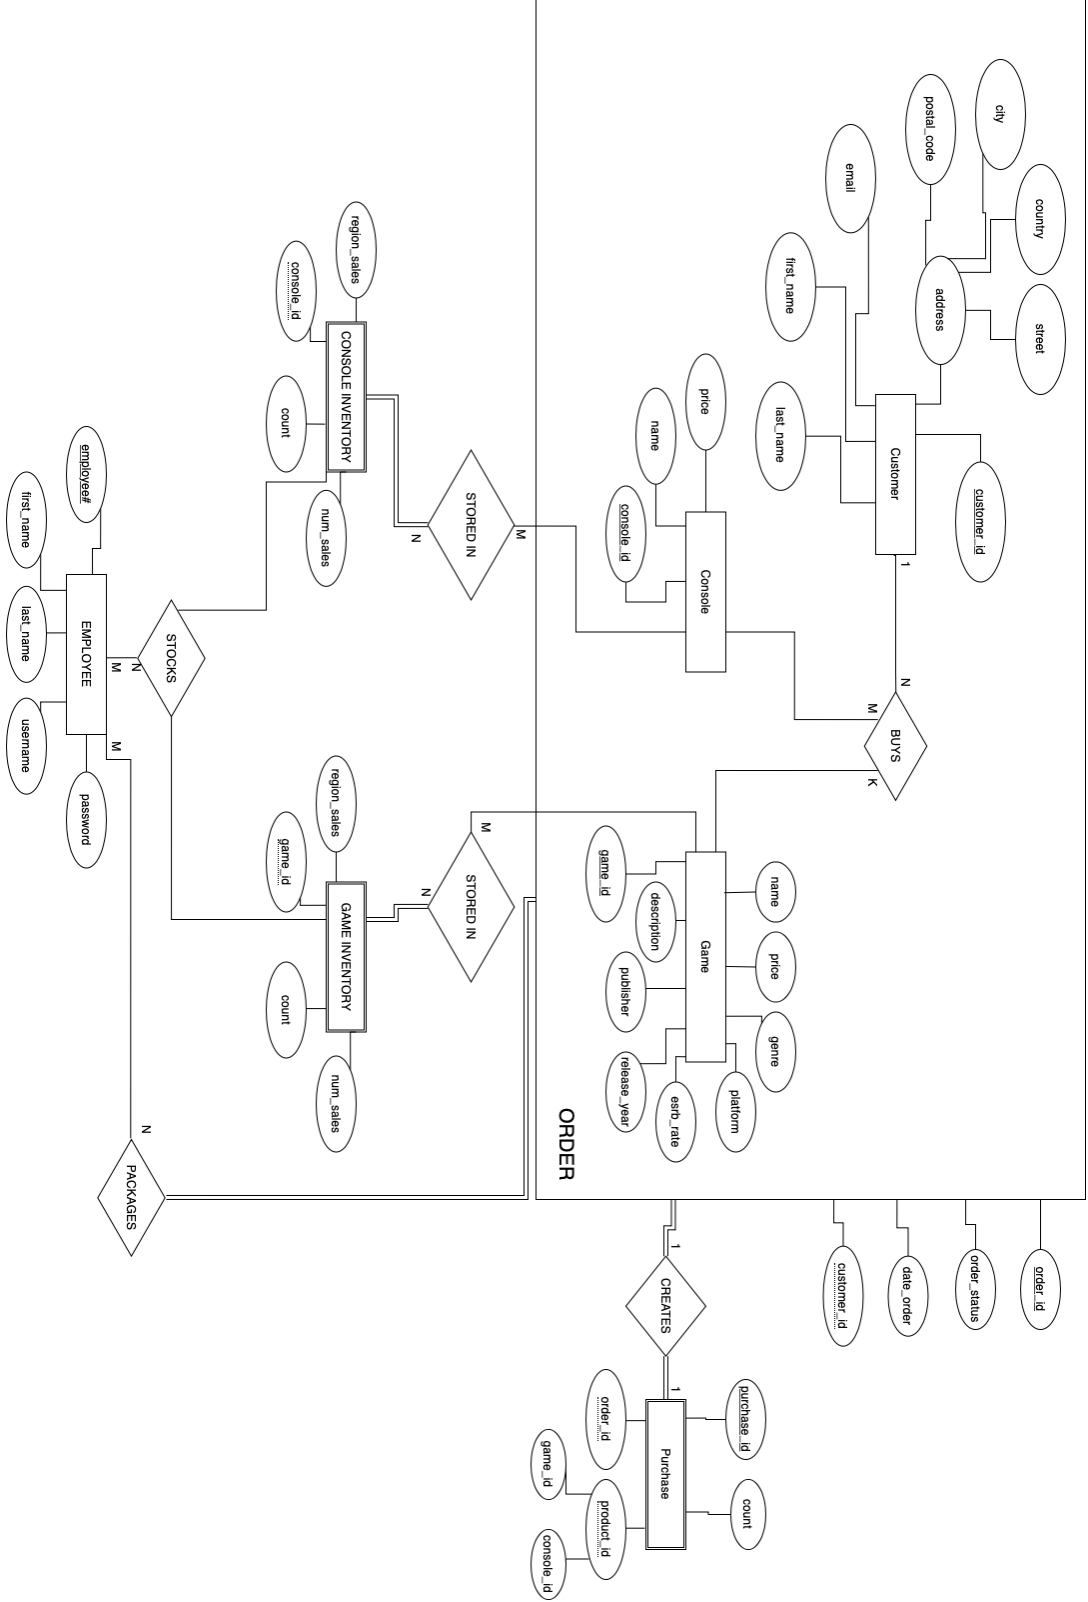 city
postal_code
country
email
address
street
first_name
last_name
Customer
customer_id
1
N
BUYS
M
K
price
name
console_id
Console
region_sales
console_id
CONSOLE INVENTORY
count
num_sales
STORED IN
M
N
employee#
first_name
last_name
username
password
EMPLOYEE
M
N
STOCKS
M
N
PACKAGES
region_sales
game_id
GAME INVENTORY
count
num_sales
STORED IN
M
N
game_id
description
publisher
release_year
esrb_rate
platform
genre
price
name
Game
ORDER
order_id
order_status
date_order
customer_id
1
CREATES
1
Purchase
purchase_id
count
order_id
product_id
game_id
console_id